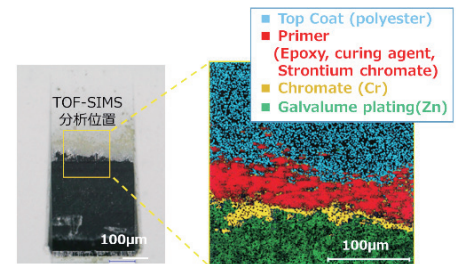 Top Coat (polyester)
Primer
(Epoxy, curing agent,
Strontium chromate)
Chromate (Cr)
Galvalume plating(Zn)
TOF-SIMS
分析位置
100μm
100μm